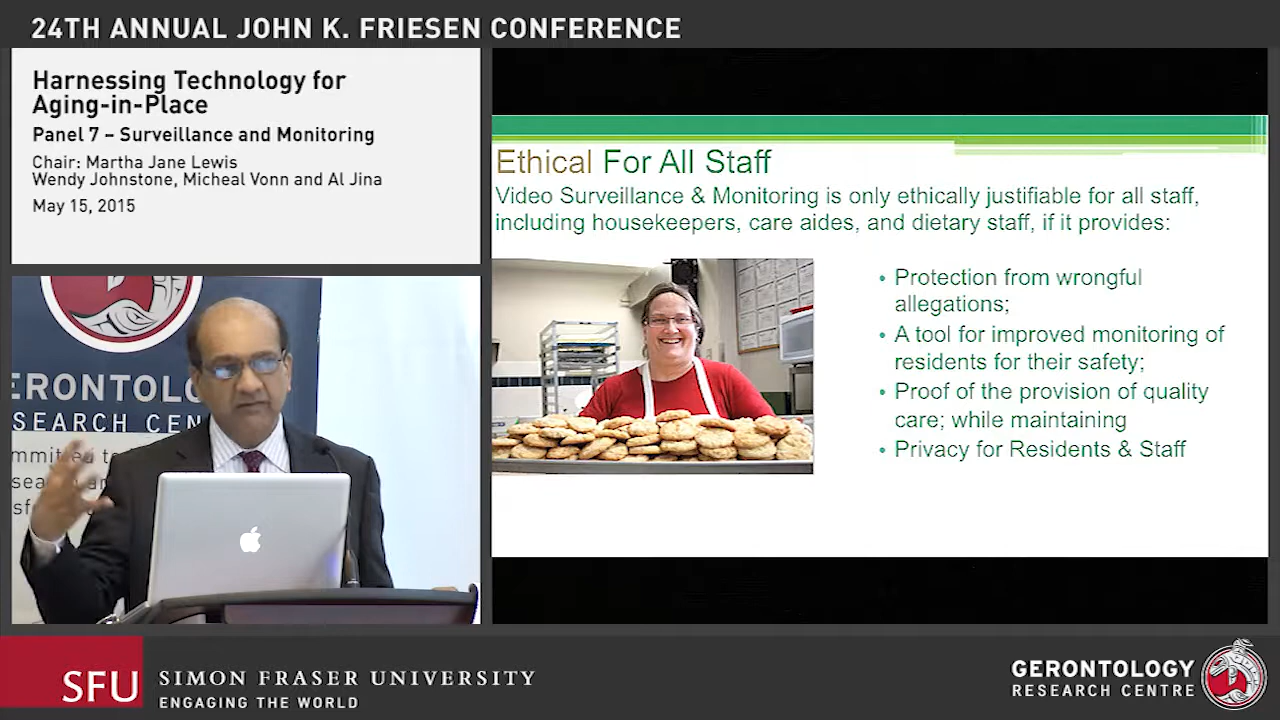 24TH ANNUAL JOHN K. FRIESEN CONFERENCE
Harnessing Technology for
Aging-in-Place
Panel 7 – Surveillance and Monitoring
Chair: Martha Jane Lewis
Wendy Johnstone, Micheal Vonn and Al Jina
May 15, 2015
Ethical For All Staff
Video Surveillance & Monitoring is only ethically justifiable for all staff,
including housekeepers, care aides, and dietary staff, if it provides:
• Protection from wrongful
allegations;
• A tool for improved monitoring of
residents for their safety;
• Proof of the provision of quality
care; while maintaining
• Privacy for Residents & Staff
ERONTOLO
SEARCH CEN
SFU
SIMON FRASER UNIVERSITY
ENGAGING THE WORLD
GERONTOLOGY
RESEARCH CENTRE